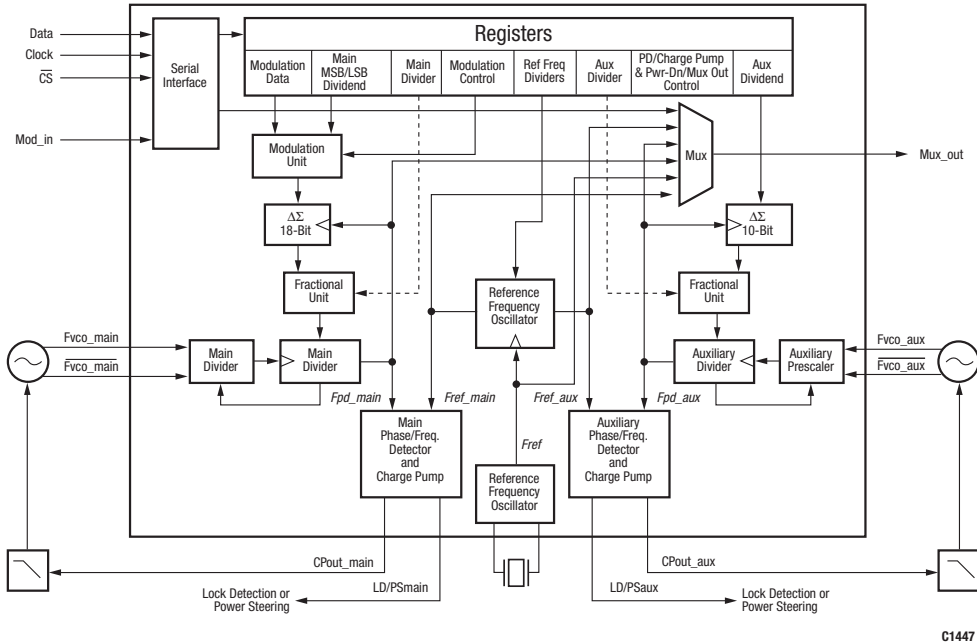 Data
Clock
CS
Mod_in
Serial
Interface
Registers
Modulation
Data
Main
MSB/LSB
Dividend
Main
Divider
Modulation
Control
Ref Freq
Dividers
Aux
Divider
PD/Charge Pump
& Pwr-Dn/Mux Out
Control
Aux
Dividend
Modulation
Unit
Mux
Mux_out
ΔΣ
18-Bit
ΔΣ
10-Bit
Fractional
Unit
Reference
Frequency
Oscillator
Fractional
Unit
Fvco_main
Fvco_main
Main
Divider
Main
Divider
Auxiliary
Divider
Auxiliary
Prescaler
Fvco_aux
Fvco_aux
Fpd_main
Fref_main
Fref_aux
Fpd_aux
Main
Phase/Freq.
Detector
and
Charge Pump
Fref
Auxiliary
Phase/Freq.
Detector
and
Charge Pump
Reference
Frequency
Oscillator
CPout_main
CPout_aux
LD/PSmain
LD/PSaux
Lock Detection or
Power Steering
Lock Detection or
Power Steering
C1447